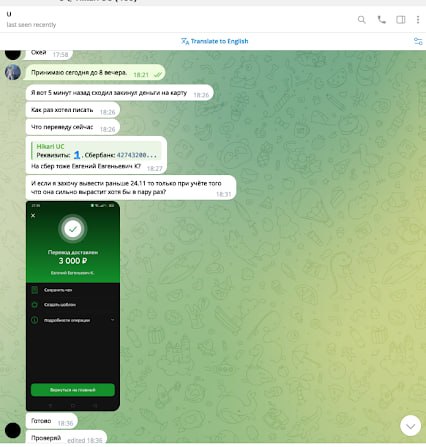 U
last seen recently
Translate to English
Окей 17:58
Принимаю сегодня до 8 вечера. 18:21
Я вот 5 минут назад сходил закинул деньги на карту 18:26
Как раз хотел писать 18:26
Что переведу сейчас 18:26
Hikari UC
Реквизиты: 1. Сбербанк: 42743200...
На сбер тоже Евгений Евгеньевич К? 18:27
И если я захочу вывести раньше 24.11 то только при учёте того
что она сильно вырастит хотя бы в пару раз? 18:31
Перевод доставлен
3 000 ₽
Евгений Евгеньевич К.
Сохранить чек
Создать шаблон
Подробности операции
Вернуться на главный
Готово 18:36
Проверяй edited 18:36